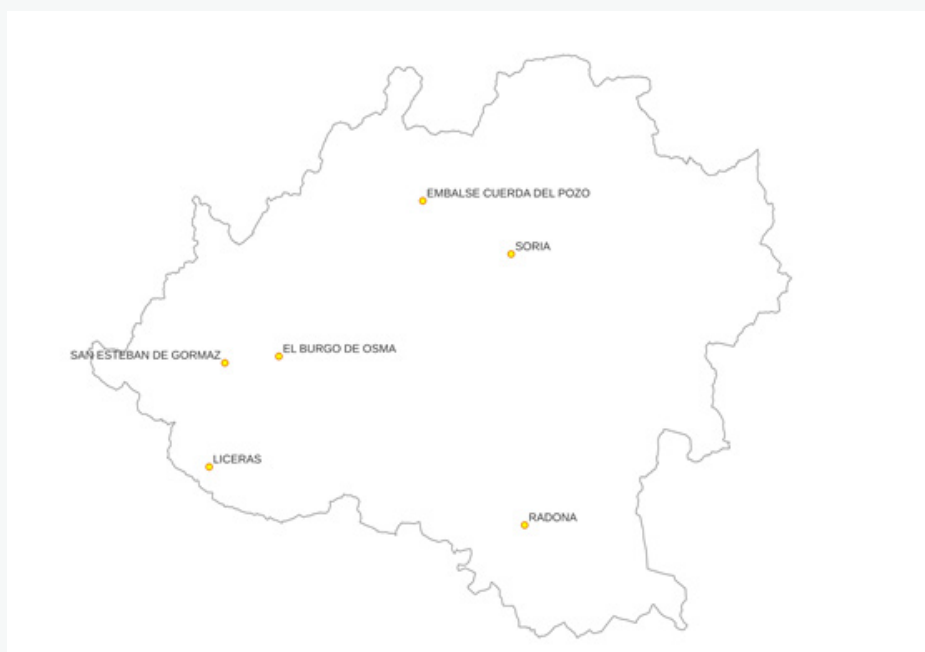 EMBALSE CUERDA DEL POZO
SORIA
EL BURGO DE OSMA
SAN ESTEBAN DE GORMAZ
LICERAS
RADONA